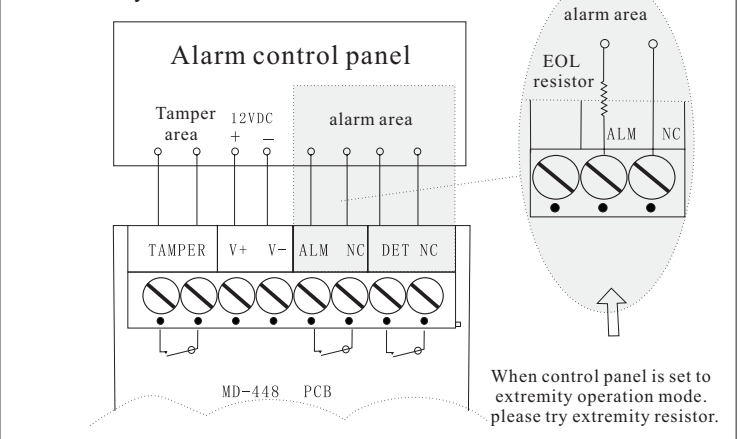 Alarm control panel
Tamper
area
12VDC
+ −
alarm area
TAMPER V+ V− ALM NC DET NC
MD-448 PCB
alarm area
EOL
resistor
ALM NC
When control panel is set to
extremity operation mode.
please try extremity resistor.